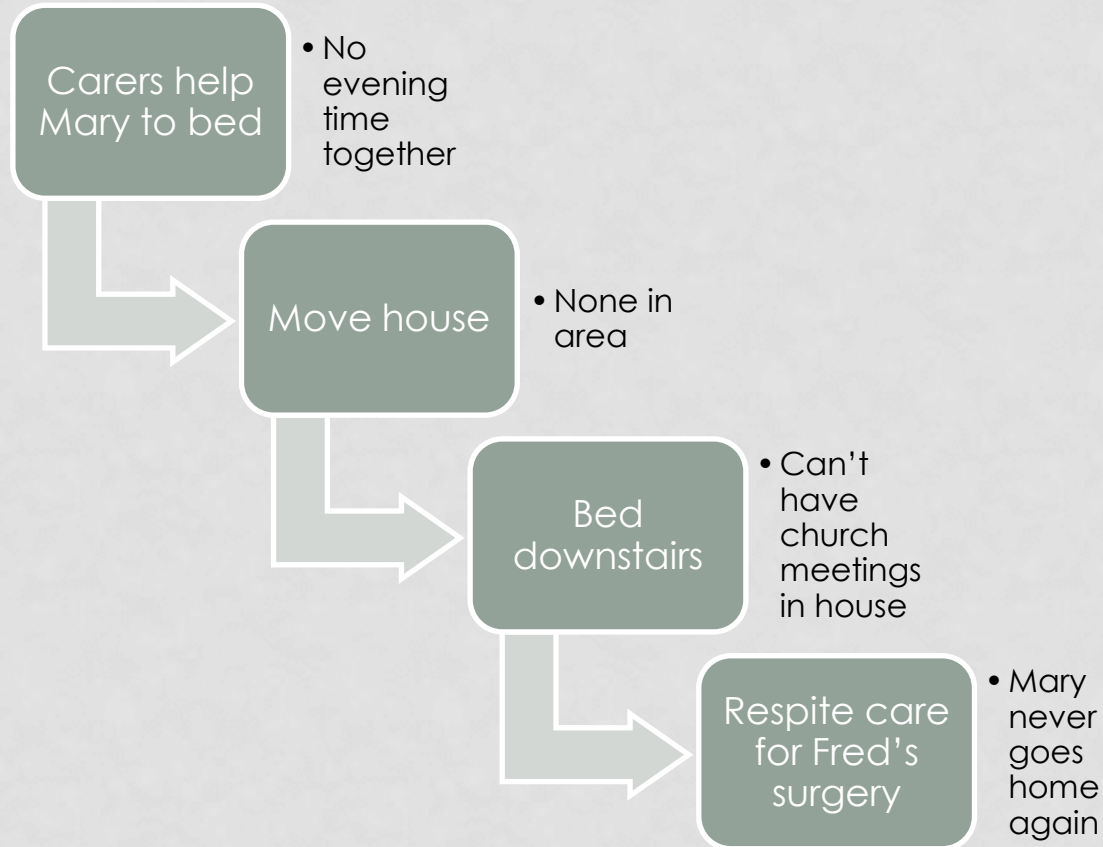 Carers help
Mary to bed
• No
evening
time
together
Move house
• None in
area
Bed
downstairs
• Can't
have
church
meetings
in house
Respite care
for Fred's
surgery
• Mary
never
goes
home
again